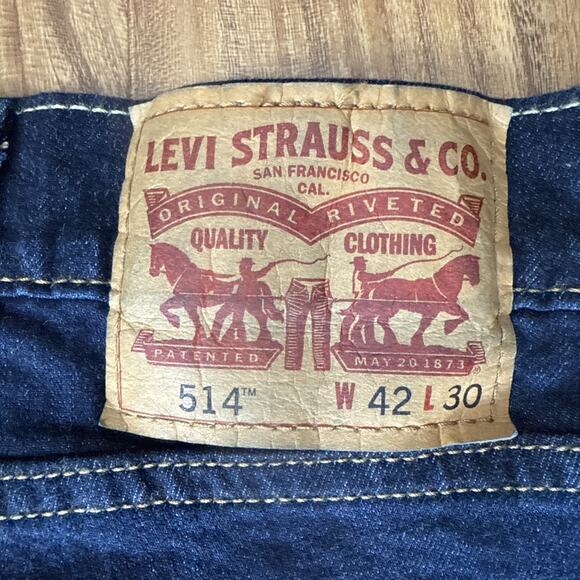 LEVI STRAUSS & CO.
SAN FRANCISCO
CAL.
ORIGINAL RIVETED
QUALITY CLOTHING
PATENTED MAY 20 1873 ®
514™ W 42 L 30